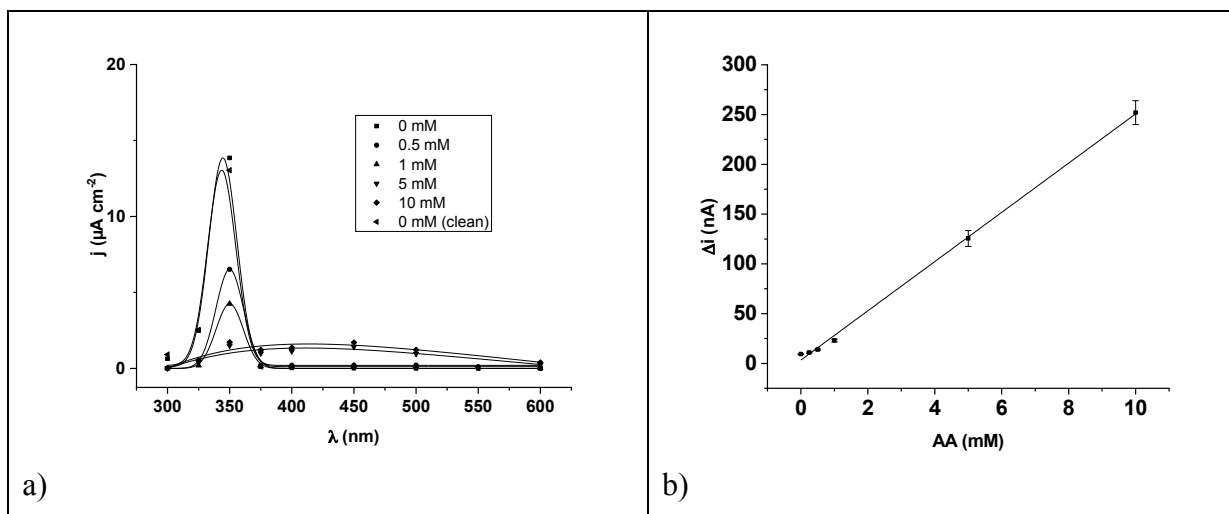 20
10
0
j (µA cm-2)
0 mM
0.5 mM
1 mM
5 mM
10 mM
0 mM (clean)
300 350 400 450 500 550 600
λ (nm)
a)
300
250
200
150
100
50
0
Δi (nA)
0 2 4 6 8 10
AA (mM)
b)